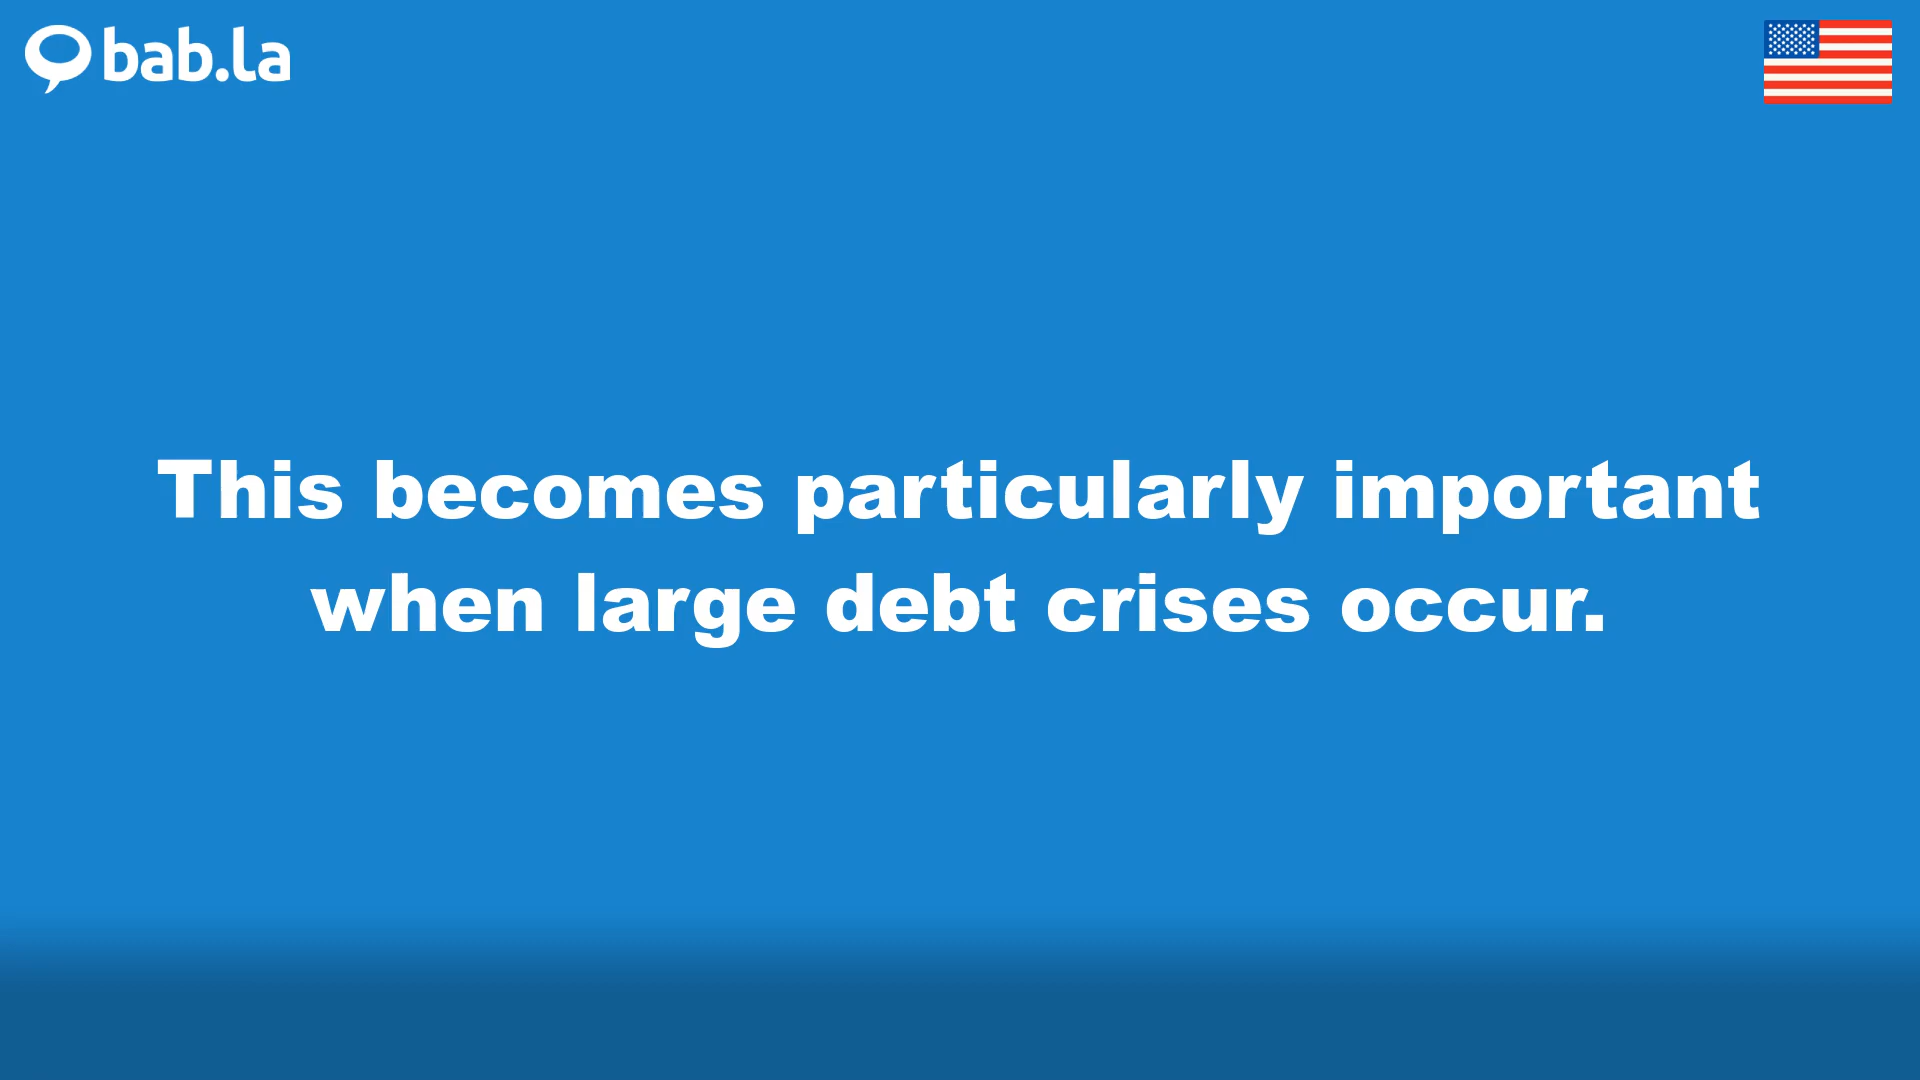 bab.la
This becomes particularly important
when large debt crises occur.